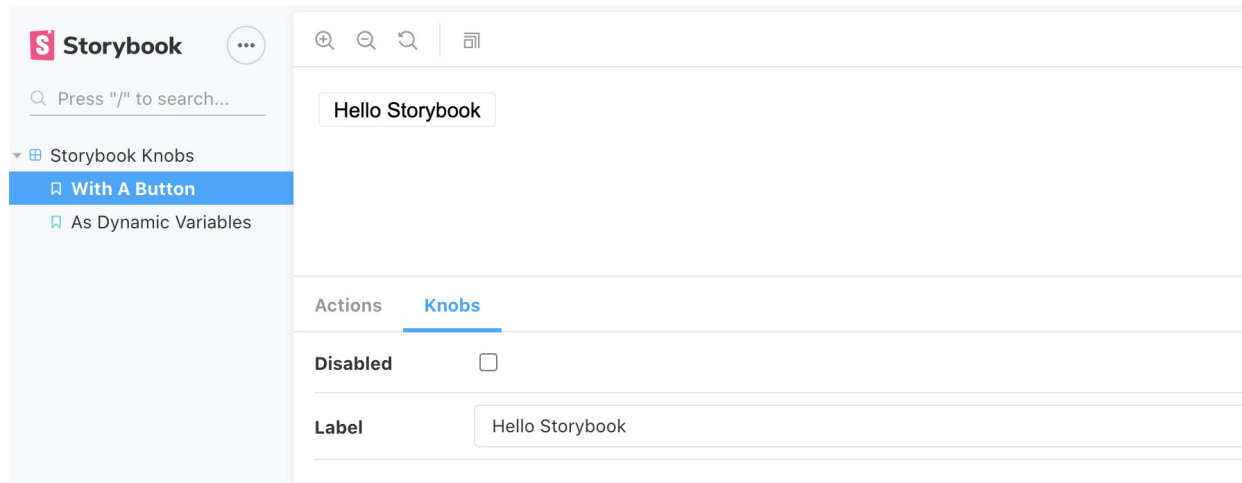 Storybook
Press "/" to search...
Storybook Knobs
With A Button
As Dynamic Variables
Hello Storybook
Actions Knobs
Disabled
Label Hello Storybook